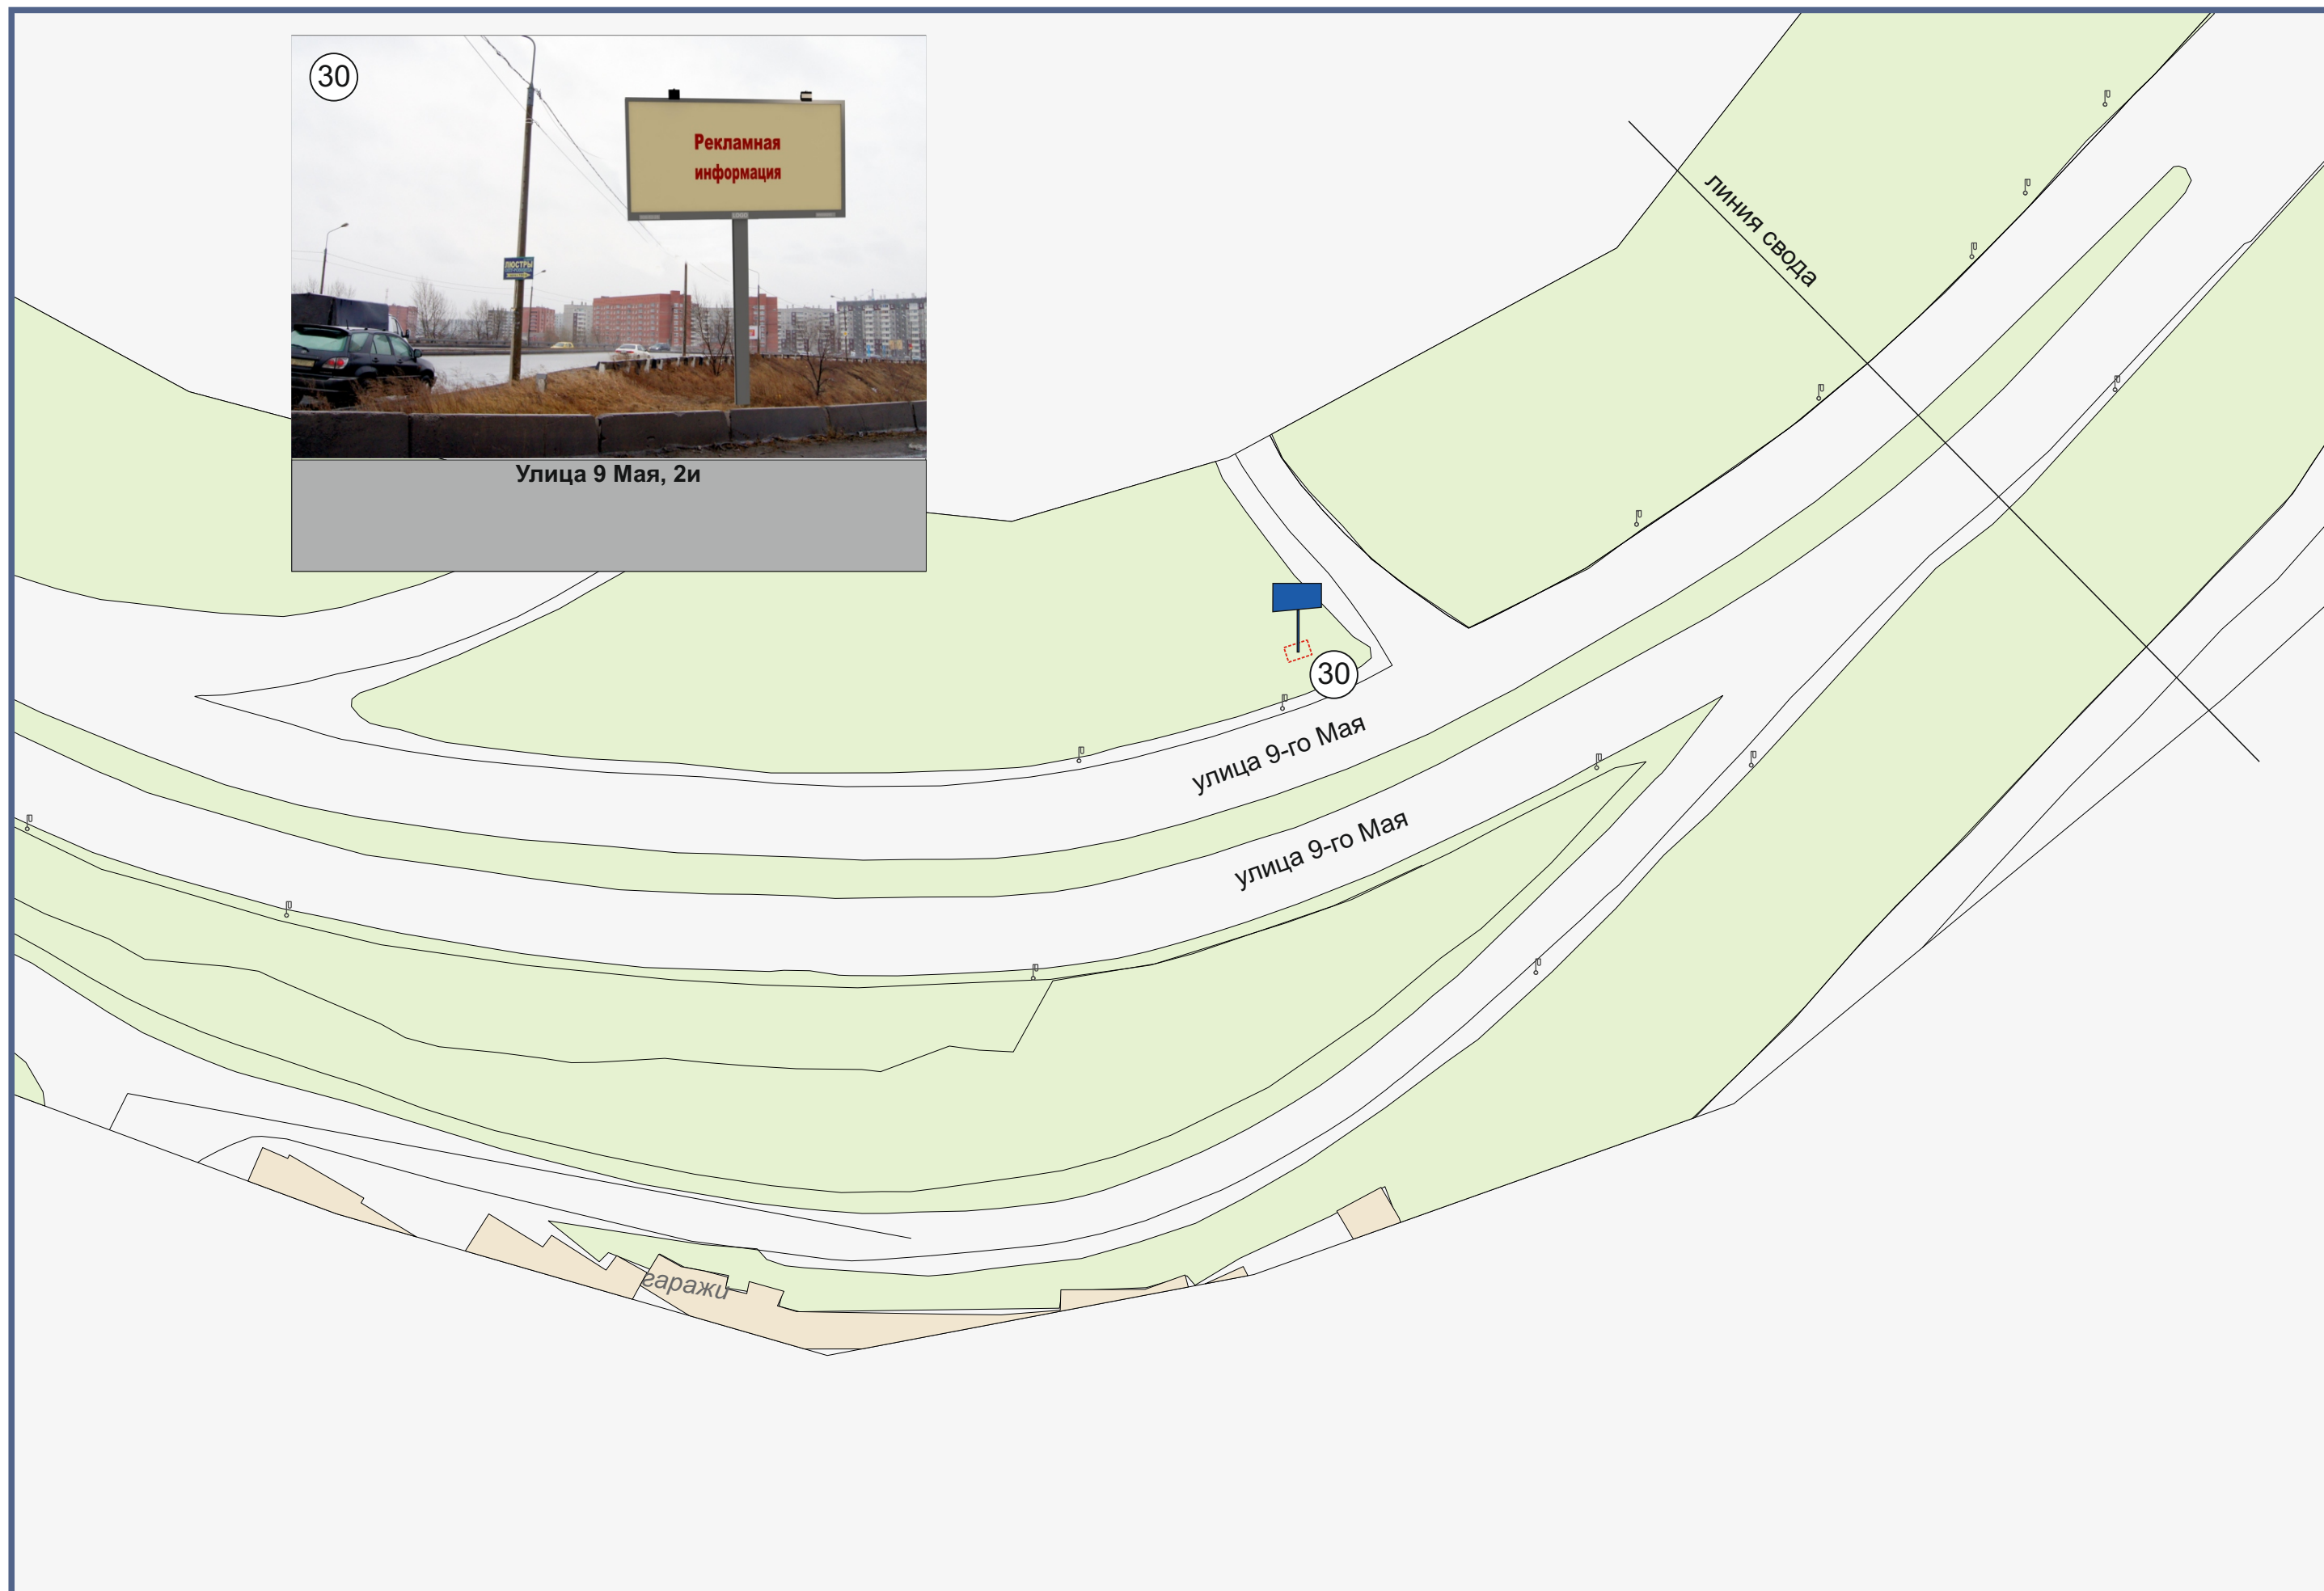 30
Рекламная
информация
ЛЮСТРЫ
Улица 9 Мая, 2и
линия свода
30
улица 9-го Мая
улица 9-го Мая
гаражи